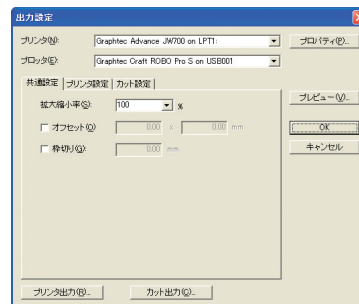 出力設定
プリンタ(N): Graphtec Advance JW700 on LPT1: プロパティ(P)...
プロッタ(E): Graphtec Craft ROBO Pro S on USB001
共通設定 プリンタ設定 カット設定
拡大縮小率(S): 100 % プレビュー(V)...
オフセット(O) 0.00 x 0.00 mm OK
枠切り(G): 0.00 mm キャンセル
プリンタ出力(R)... カット出力(C)...